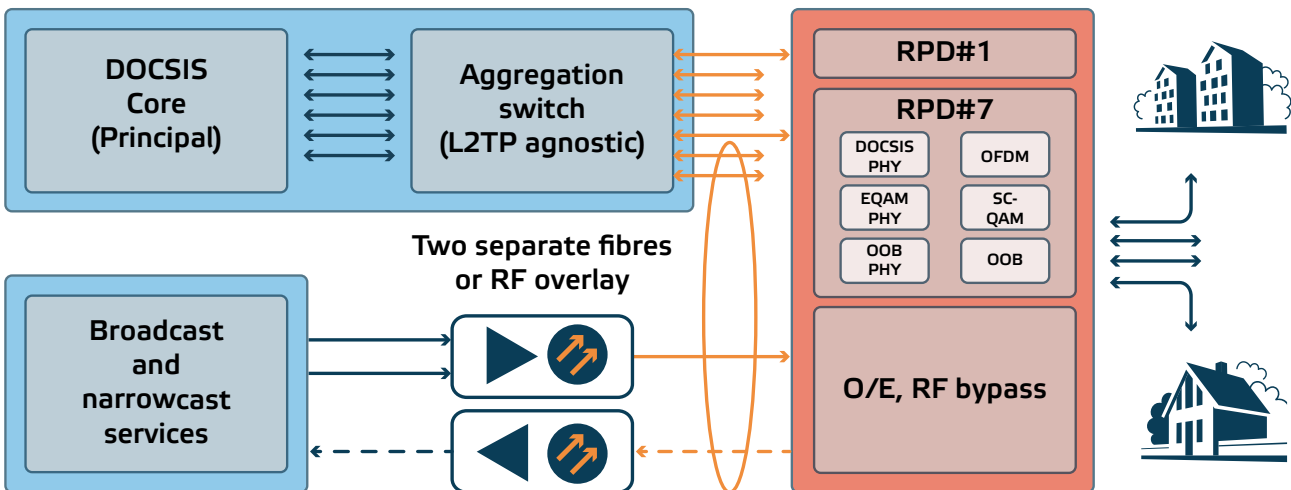 DOCSIS
Core
(Principal)
Aggregation
switch
(L2TP agnostic)
RPD#1
RPD#7
DOCSIS
PHY
OFDM
EQAM
PHY
SC-
QAM
OOB
PHY
OOB
Two separate fibres
or RF overlay
Broadcast
and
narrowcast
services
O/E, RF bypass